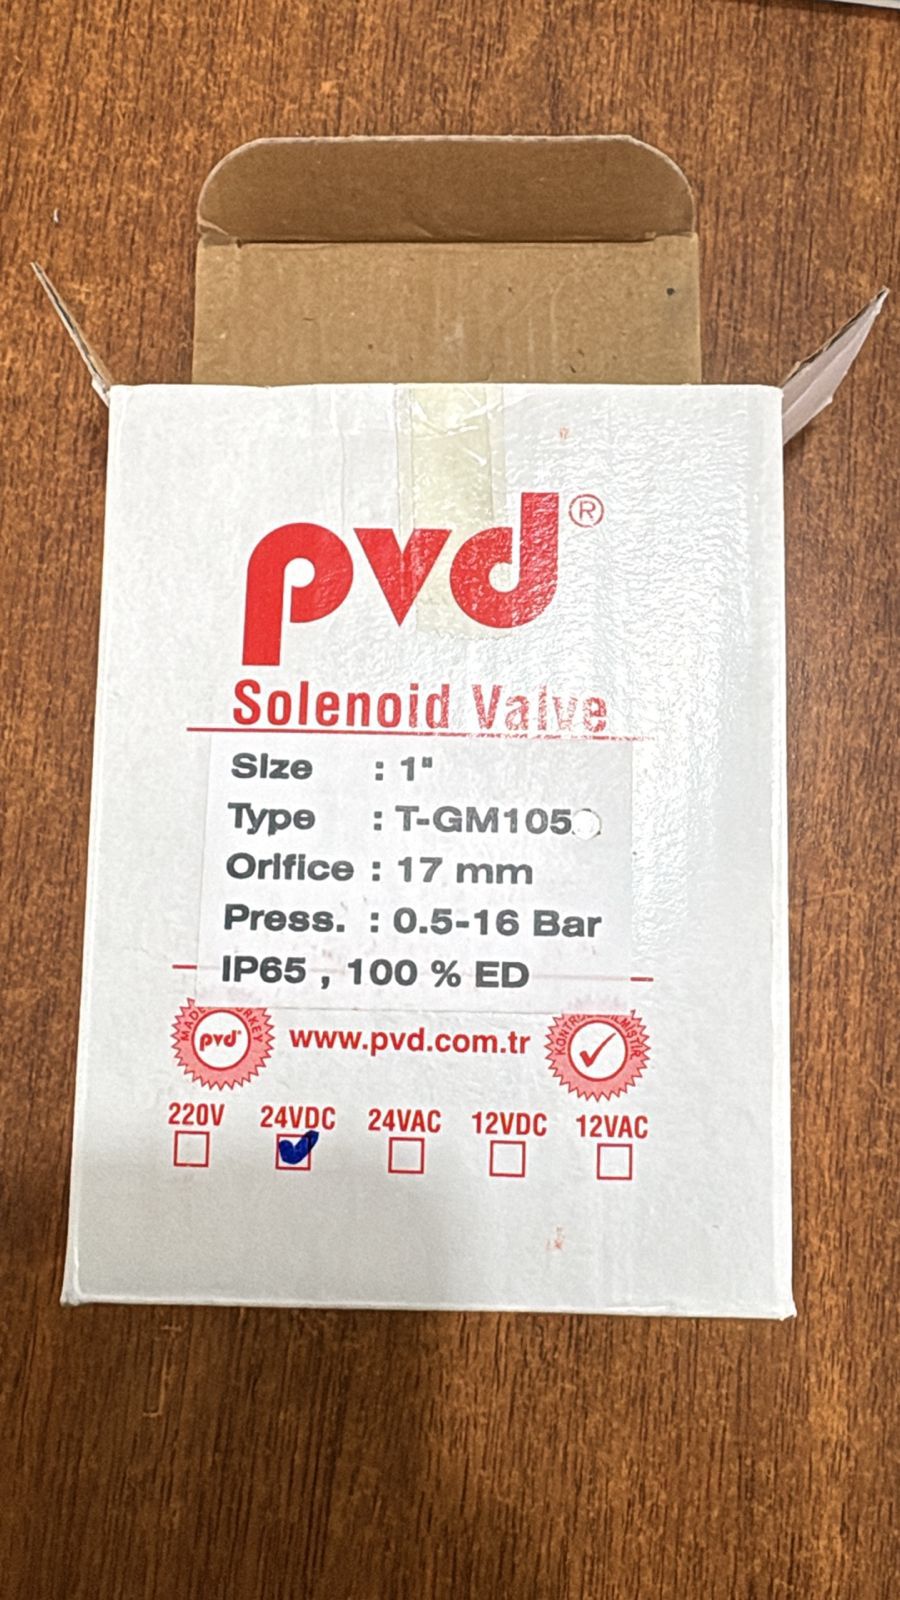 pvd®
Solenoid Valve
Size : 1"
Type : T-GM105
Orifice : 17 mm
Press. : 0.5-16 Bar
IP65 , 100 % ED
pvd®
www.pvd.com.tr
220V 24VDC 24VAC 12VDC 12VAC